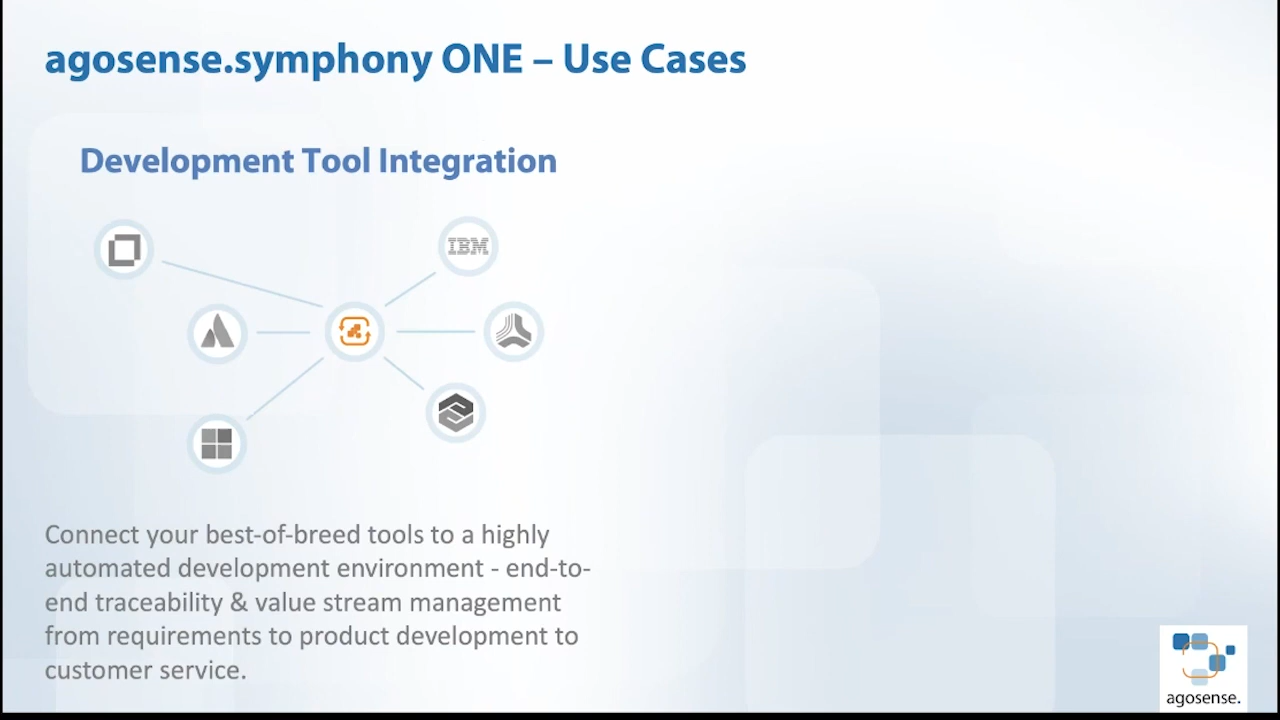 agosense.symphony ONE – Use Cases
Development Tool Integration
IBM
Connect your best-of-breed tools to a highly
automated development environment - end-to-
end traceability & value stream management
from requirements to product development to
customer service.
agosense.